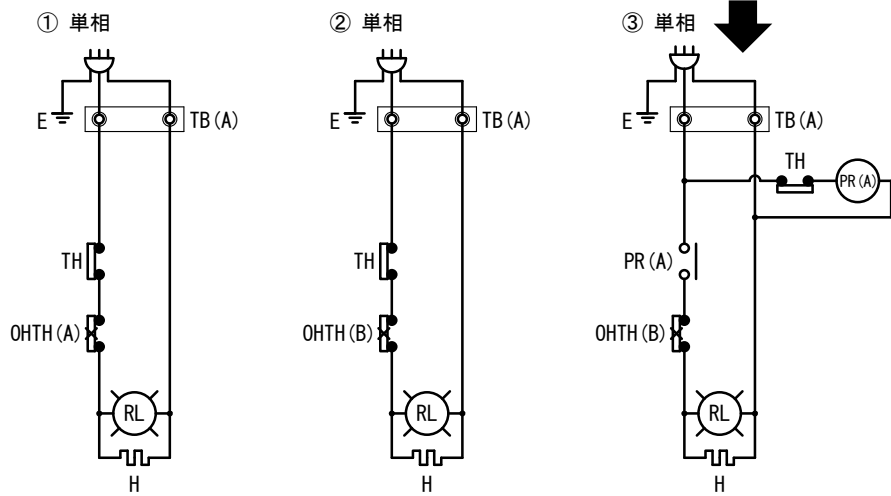 ① 単相
E
TB(A)
TH
OHTH(A)
RL
H
② 単相
E
TB(A)
TH
OHTH(B)
RL
H
③ 単相
E
TB(A)
TH
PR(A)
PR(A)
OHTH(B)
RL
H